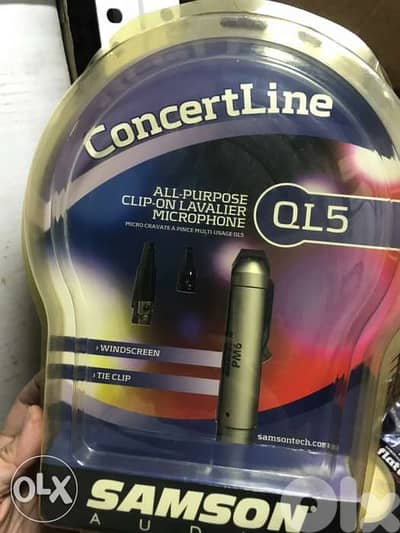 ConcertLine
ALL-PURPOSE
CLIP-ON LAVALIER
MICROPHONE
MICRO CRAVATE À PINCE MULTI-USAGE QL5
QL5
PM6
› WINDSCREEN
› TIE CLIP
samsontech.com
SAMSON
AUDIO
flat
OLX
OLX